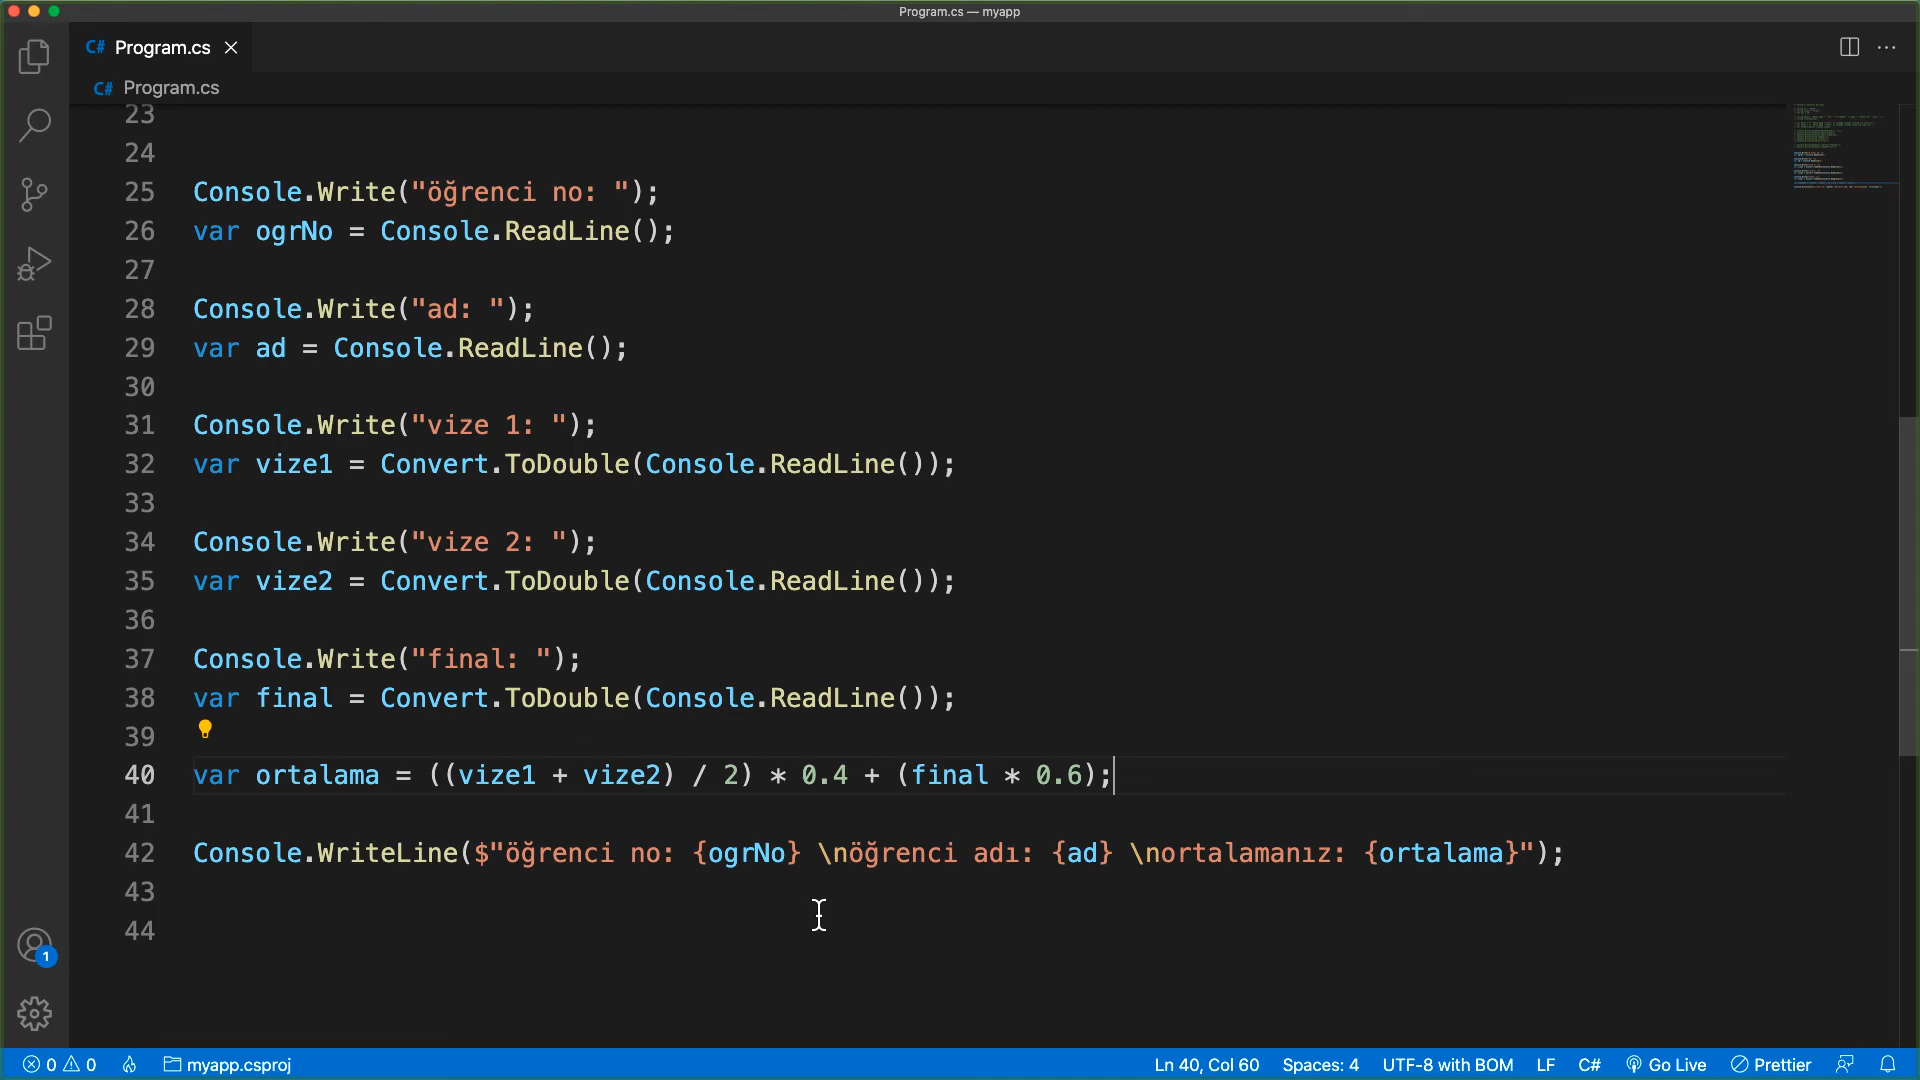 Program.cs — myapp
C# Program.cs
C# Program.cs
23
24
25 Console.Write("öğrenci no: ");
26 var ogrNo = Console.ReadLine();
27
28 Console.Write("ad: ");
29 var ad = Console.ReadLine();
30
31 Console.Write("vize 1: ");
32 var vize1 = Convert.ToDouble(Console.ReadLine());
33
34 Console.Write("vize 2: ");
35 var vize2 = Convert.ToDouble(Console.ReadLine());
36
37 Console.Write("final: ");
38 var final = Convert.ToDouble(Console.ReadLine());
39
40 var ortalama = ((vize1 + vize2) / 2) * 0.4 + (final * 0.6);
41
42 Console.WriteLine($"öğrenci no: {ogrNo} \nöğrenci adı: {ad} \nortalamanız: {ortalama}");
43
44
1
0 0 myapp.csproj Ln 40, Col 60 Spaces: 4 UTF-8 with BOM LF C# Go Live Prettier